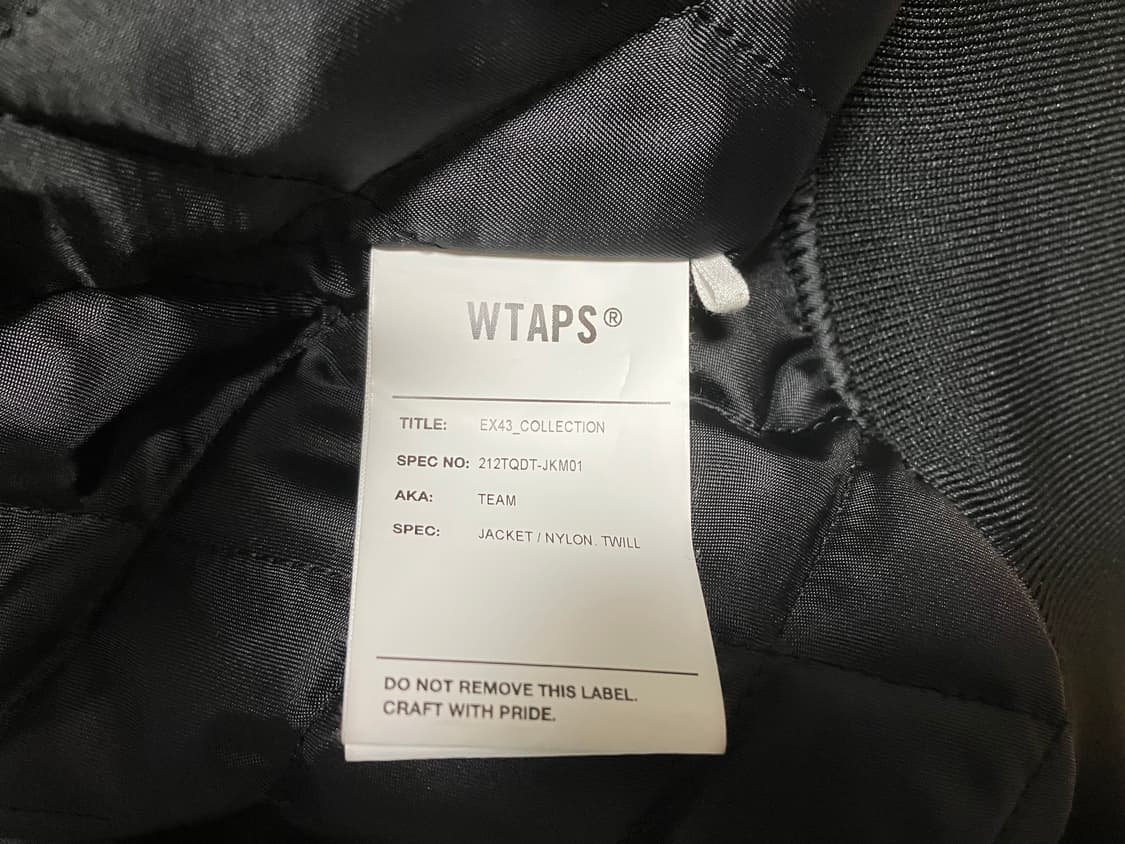 WTAPS®
TITLE: EX43_COLLECTION
SPEC NO: 212TQDT-JKM01
AKA: TEAM
SPEC: JACKET / NYLON. TWILL
DO NOT REMOVE THIS LABEL.
CRAFT WITH PRIDE.